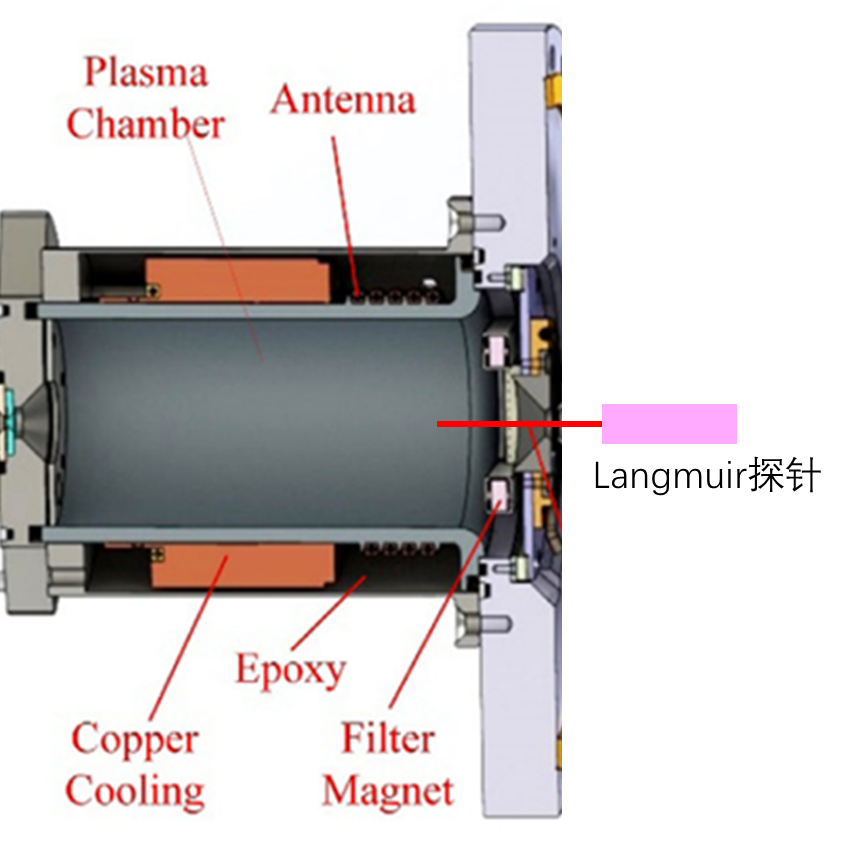 Plasma
Chamber
Antenna
Langmuir探针
Epoxy
Copper
Cooling
Filter
Magnet